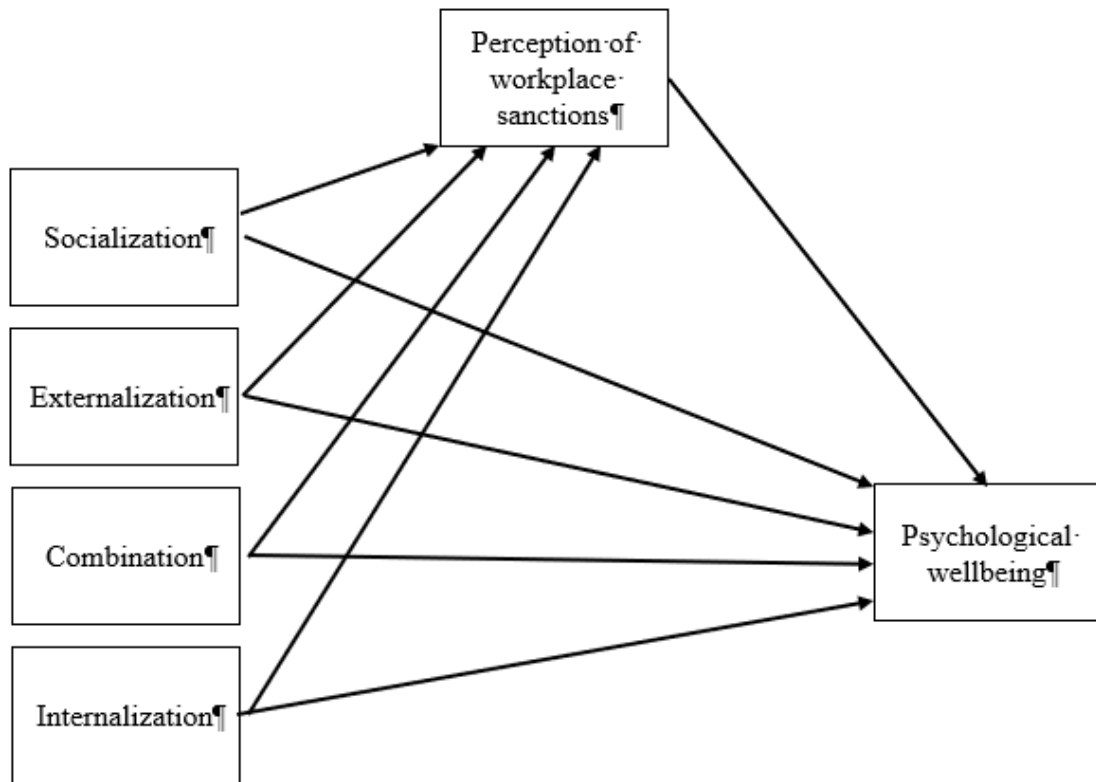 Perception·of·
workplace·
sanctions¶
Socialization¶
Externalization¶
Combination¶
Internalization¶
Psychological·
wellbeing¶